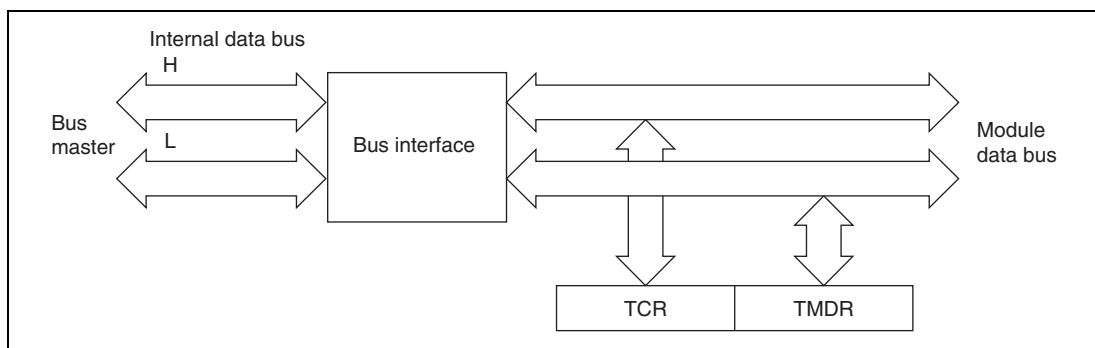 Internal data bus
H
Bus
master
L
Bus interface
Module
data bus
TCR
TMDR